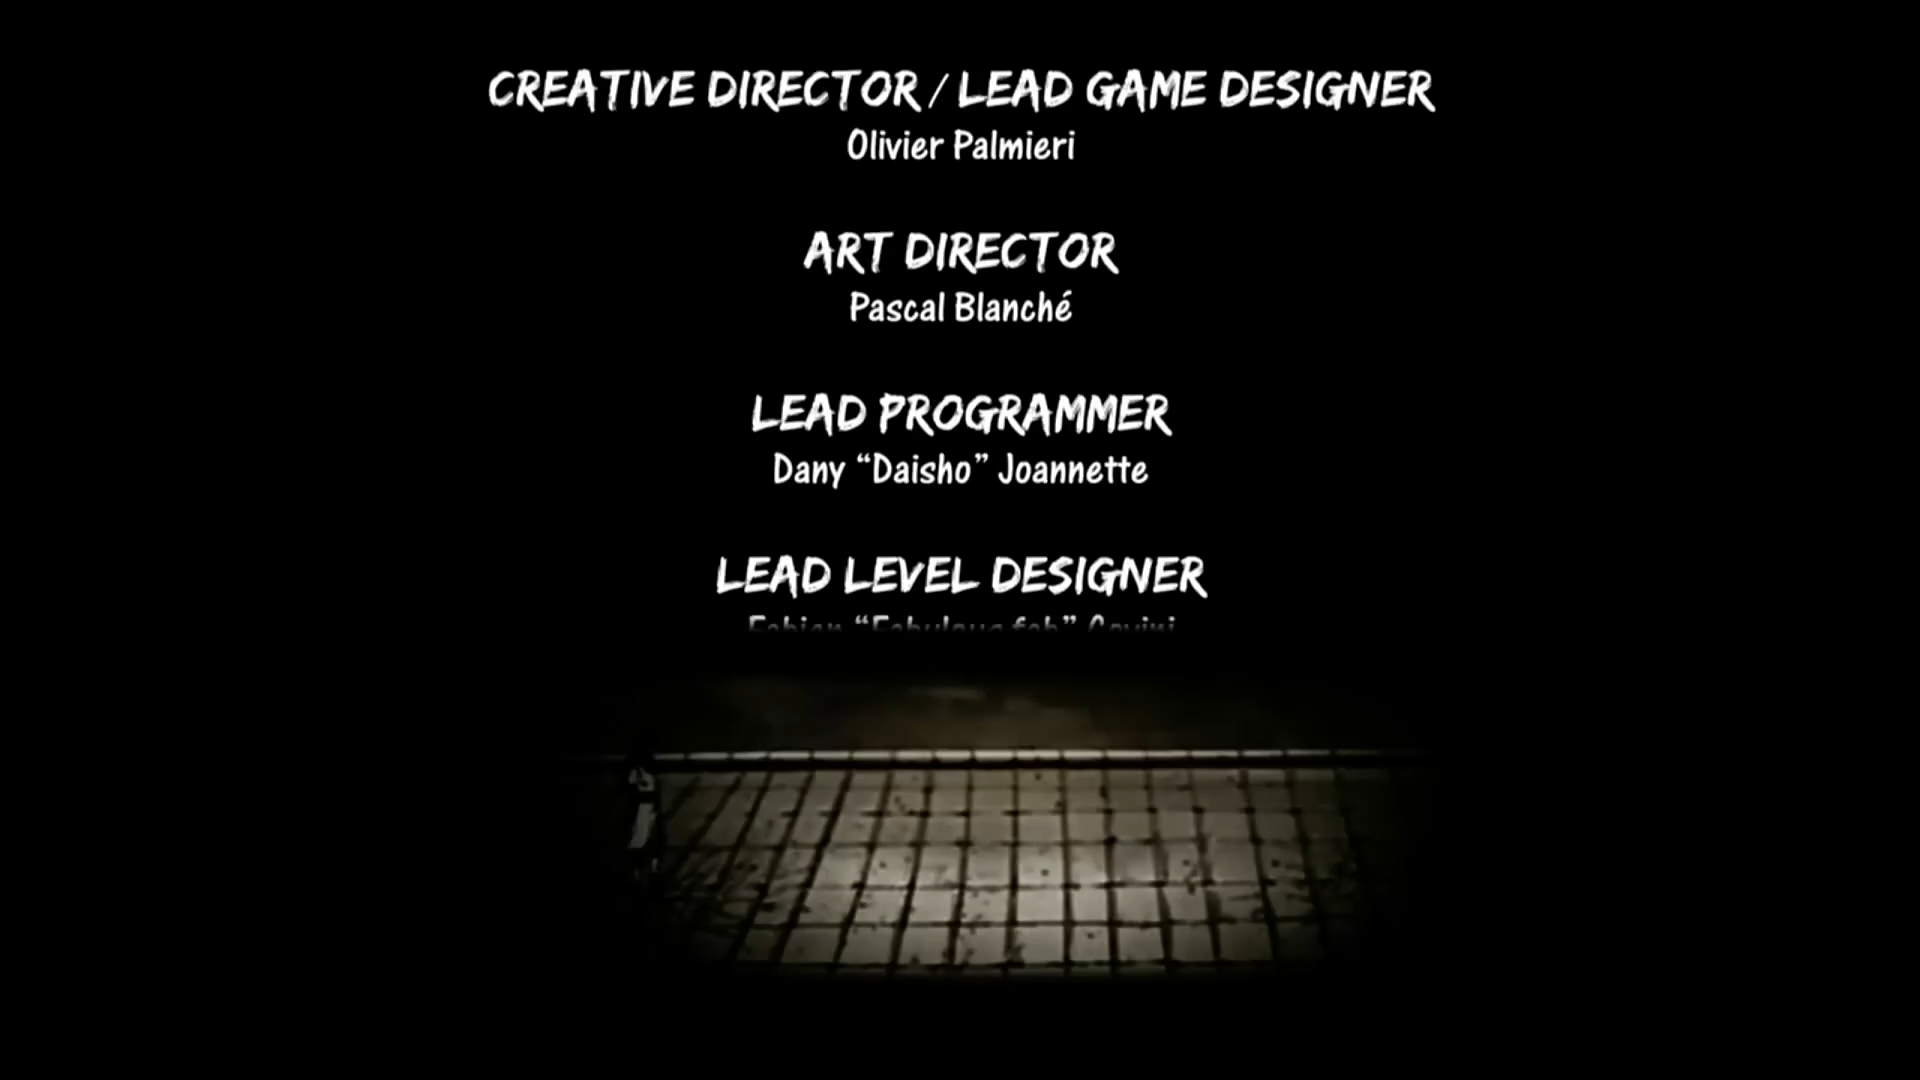 CREATIVE DIRECTOR / LEAD GAME DESIGNER
Olivier Palmieri
ART DIRECTOR
Pascal Blanché
LEAD PROGRAMMER
Dany “Daisho” Joannette
LEAD LEVEL DESIGNER